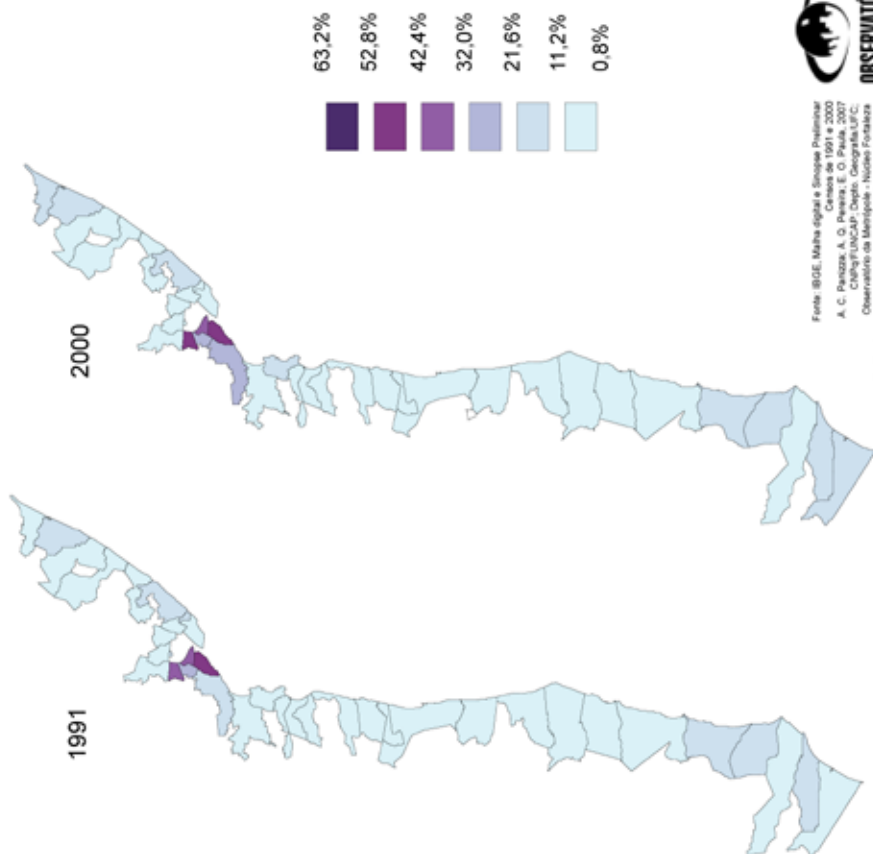 2000
1991
63,2%
52,8%
42,4%
32,0%
21,6%
11,2%
0,8%
Fonte: IBGE, Malha digital e Sinopse Preliminar
Censos de 1991 e 2000
A. C. Panizza; A. Q. Pereira; E. O. Paula, 2007
CNPq/FUNCAP; Depto. Geografia/UFC;
Observatório da Metrópole - Núcleo Fortaleza